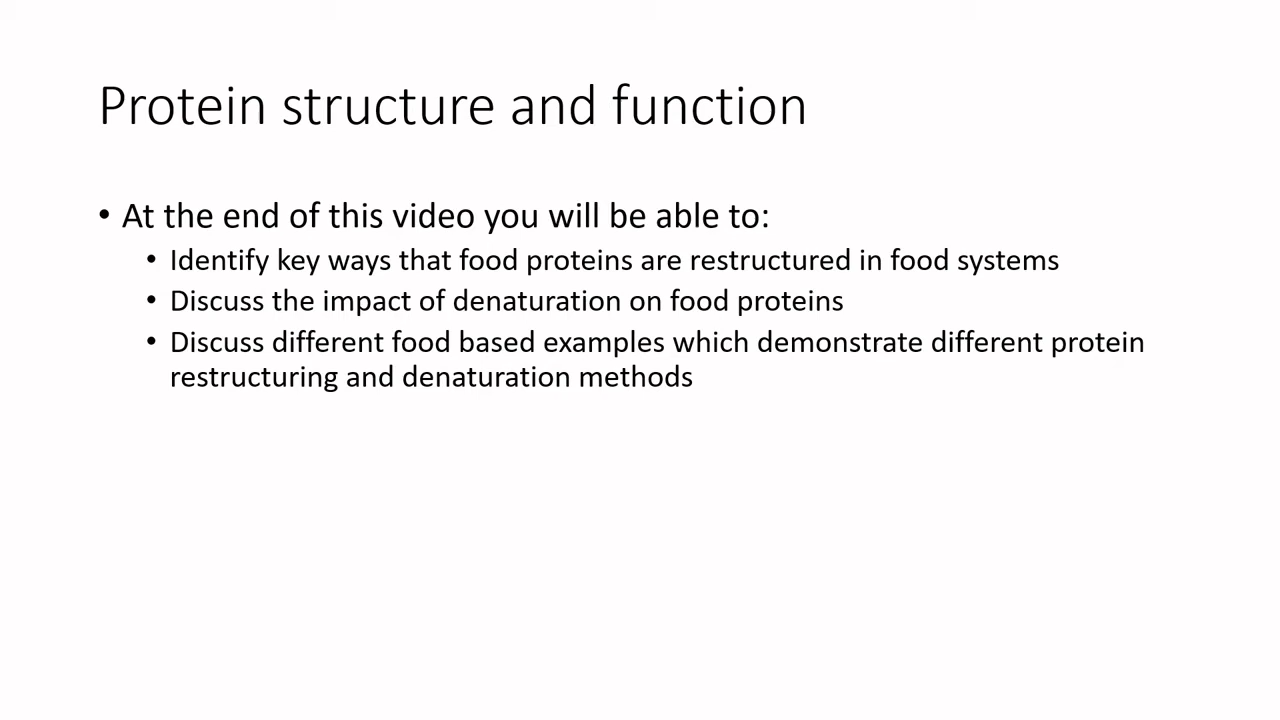 Protein structure and function
• At the end of this video you will be able to:
• Identify key ways that food proteins are restructured in food systems
• Discuss the impact of denaturation on food proteins
• Discuss different food based examples which demonstrate different protein
restructuring and denaturation methods